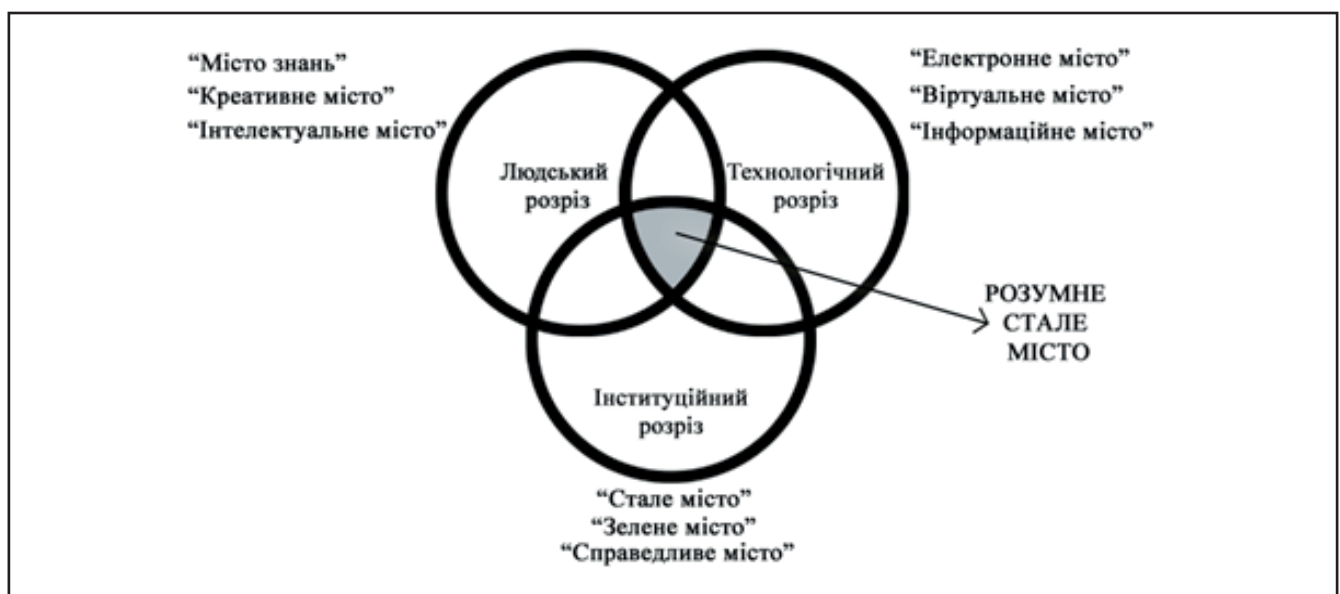 “Місто знань”
“Креативне місто”
“Інтелектуальне місто”
“Електронне місто”
“Віртуальне місто”
“Інформаційне місто”
Людський
розріз
Технологічний
розріз
РОЗУМНЕ
СТАЛЕ
МІСТО
Інституційний
розріз
“Стале місто”
“Зелене місто”
“Справедливе місто”